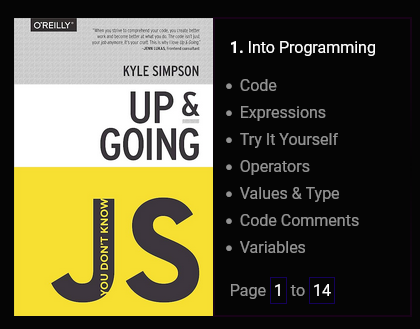 O'REILLY®
"When you strive to comprehend your code, you create better
work and become better at what you do. The code isn't just
your job anymore, it's your craft. This is why I love Up & Going."
—JENN LUKAS, Frontend consultant
KYLE SIMPSON
UP &
GOING
YOU DON'T KNOW
JS
1. Into Programming
Code
Expressions
Try It Yourself
Operators
Values & Type
Code Comments
Variables
Page 1 to 14